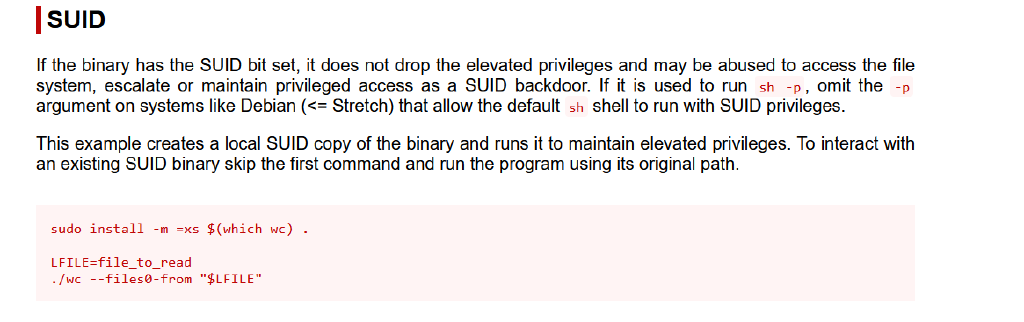 SUID
If the binary has the SUID bit set, it does not drop the elevated privileges and may be abused to access the file
system, escalate or maintain privileged access as a SUID backdoor. If it is used to run sh -p, omit the -p
argument on systems like Debian (<= Stretch) that allow the default sh shell to run with SUID privileges.
This example creates a local SUID copy of the binary and runs it to maintain elevated privileges. To interact with
an existing SUID binary skip the first command and run the program using its original path.
sudo install -m =xs $(which wc) .
LFILE=file_to_read
./wc --files0-from "$LFILE"